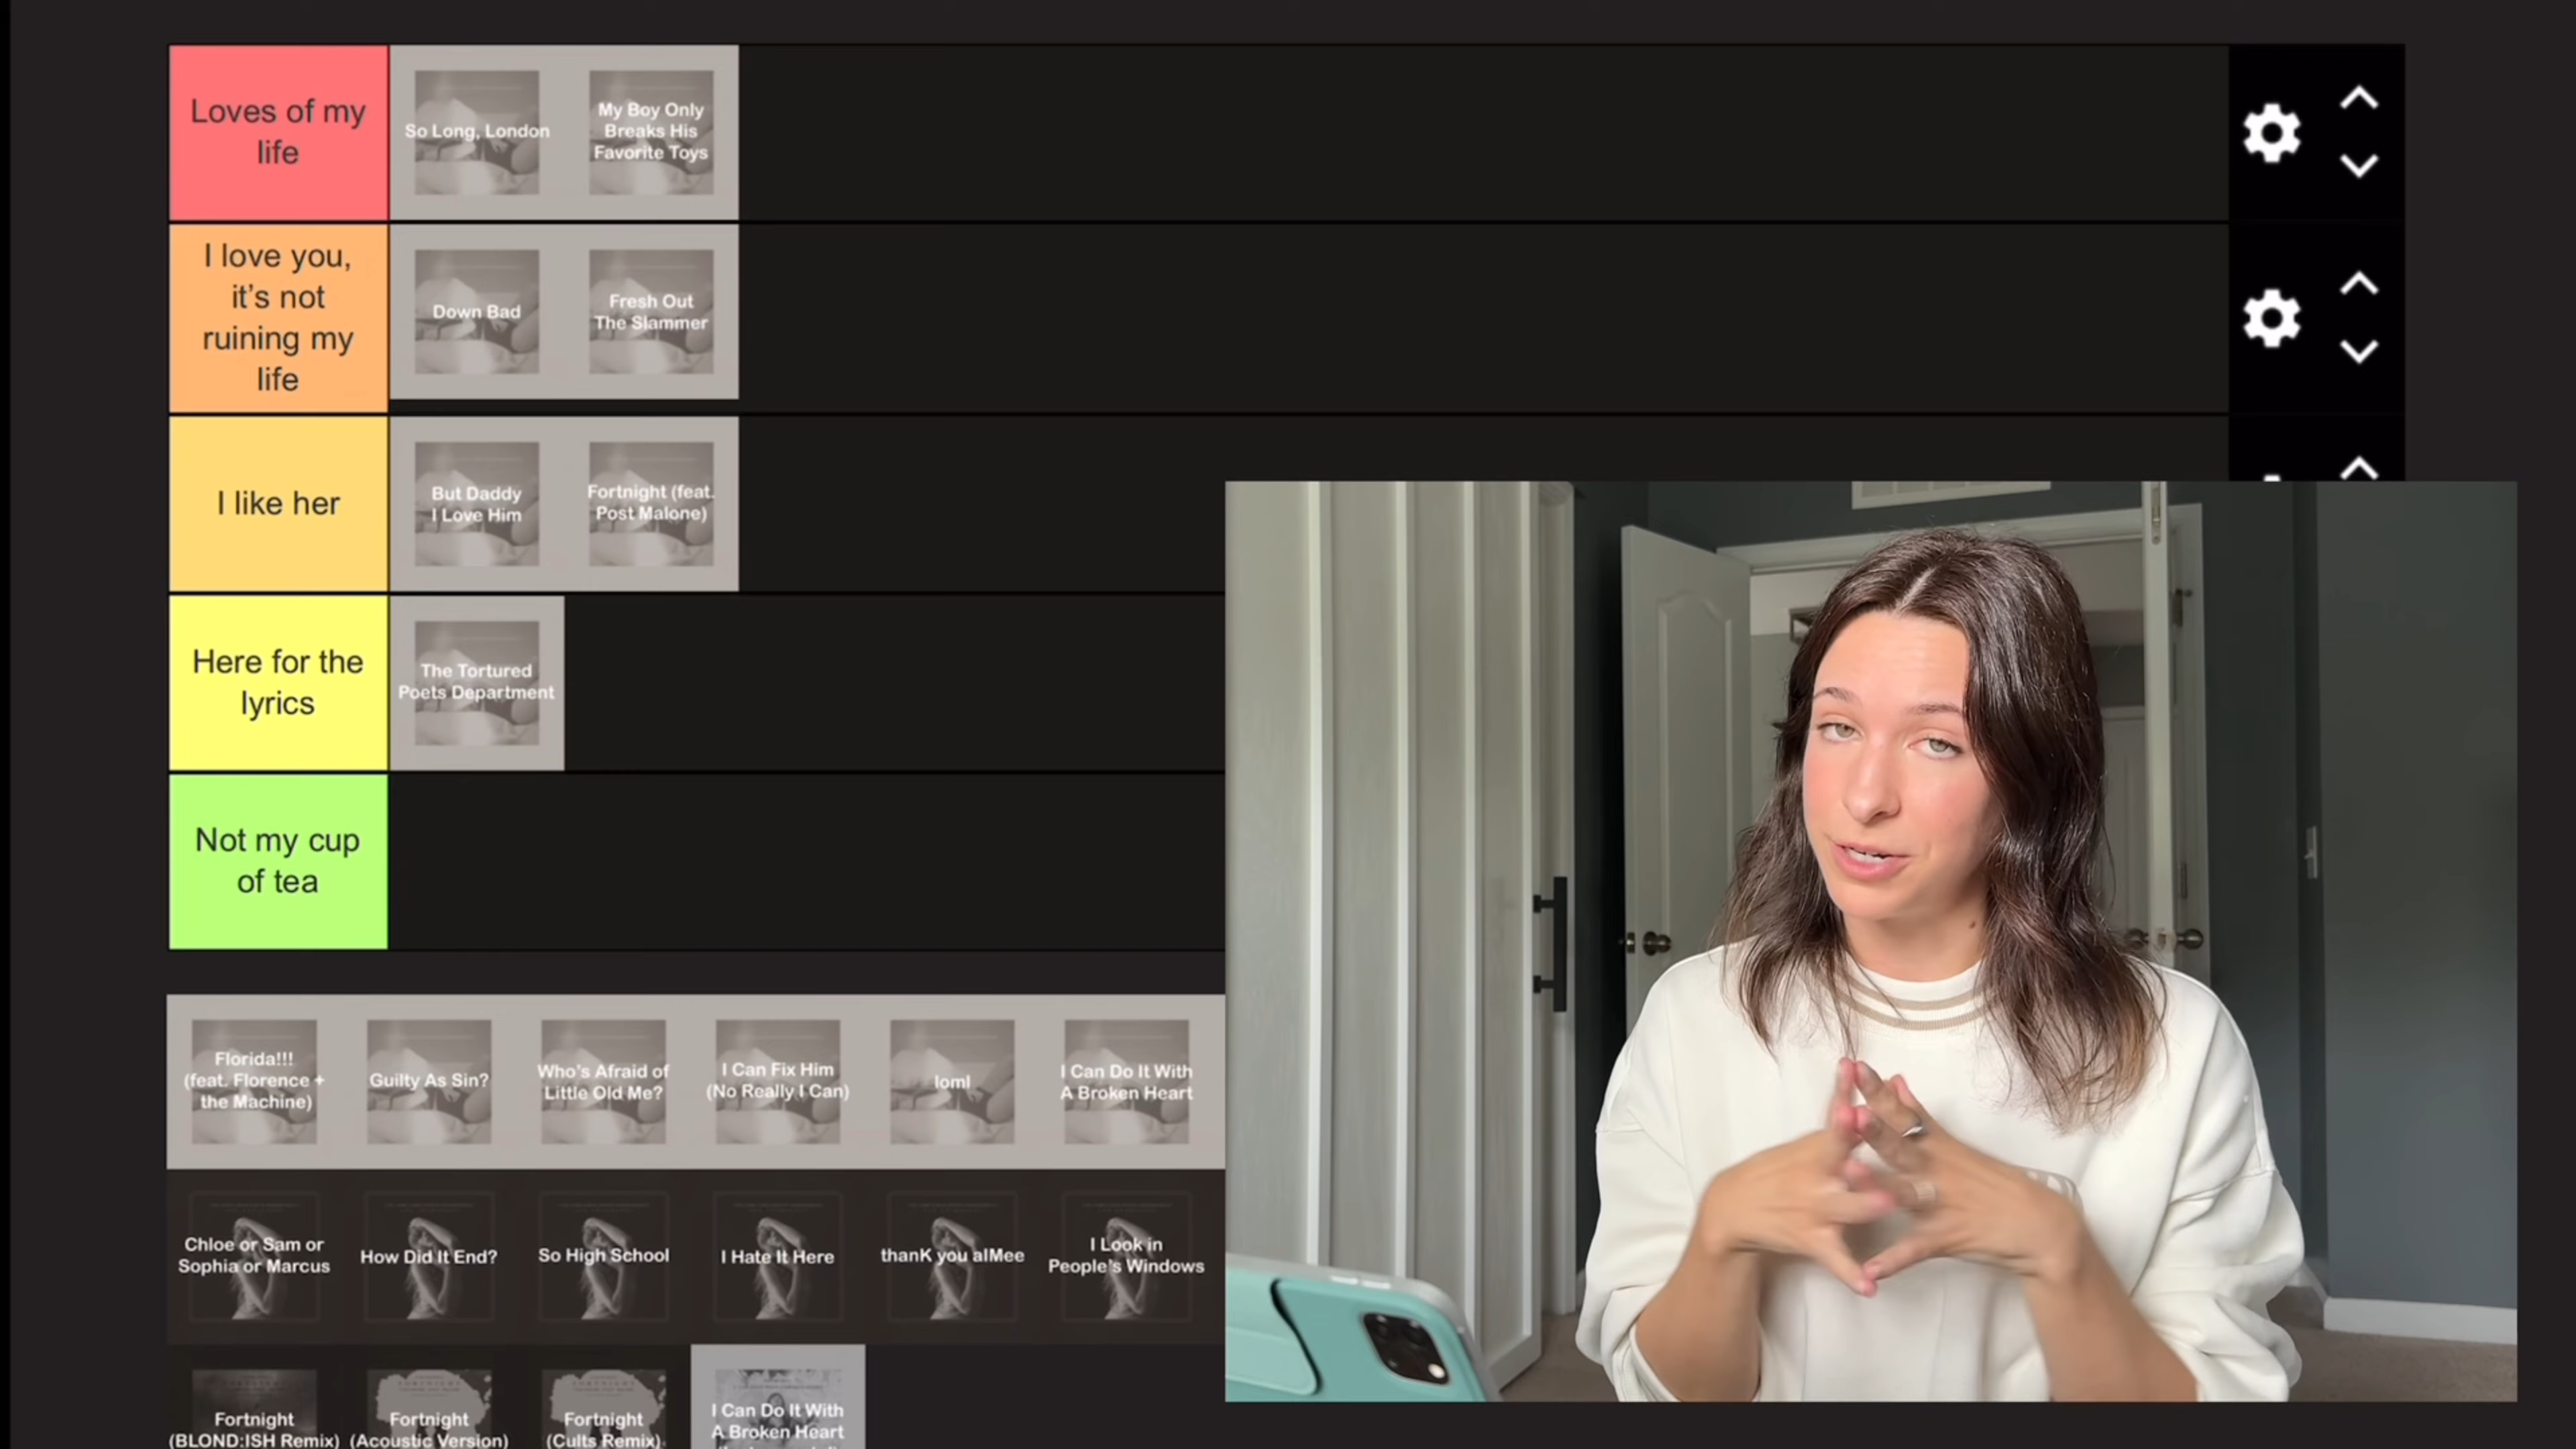 Loves of my
life
So Long, London
My Boy Only
Breaks His
Favorite Toys
I love you,
it's not
ruining my
life
Down Bad
Fresh Out
The Slammer
I like her
But Daddy
I Love Him
Fortnight (feat.
Post Malone)
Here for the
lyrics
The Tortured
Poets Department
Not my cup
of tea
Florida!!!
(feat. Florence +
the Machine)
Guilty As Sin?
Who's Afraid of
Little Old Me?
I Can Fix Him
(No Really I Can)
loml
I Can Do It With
A Broken Heart
Chloe or Sam or
Sophia or Marcus
How Did It End?
So High School
I Hate It Here
thanK you aIMee
I Look in
People's Windows
Fortnight
(BLOND:ISH Remix)
Fortnight
(Acoustic Version)
Fortnight
(Cults Remix)
I Can Do It With
A Broken Heart